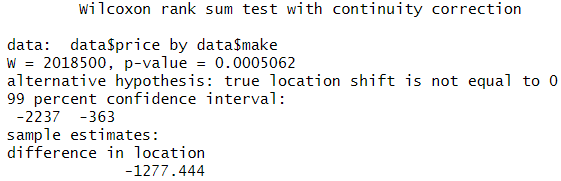 Wilcoxon rank sum test with continuity correction
data:  data$price by data$make
W = 2018500, p-value = 0.0005062
alternative hypothesis: true location shift is not equal to 0
99 percent confidence interval:
 -2237  -363
sample estimates:
difference in location
-1277.444